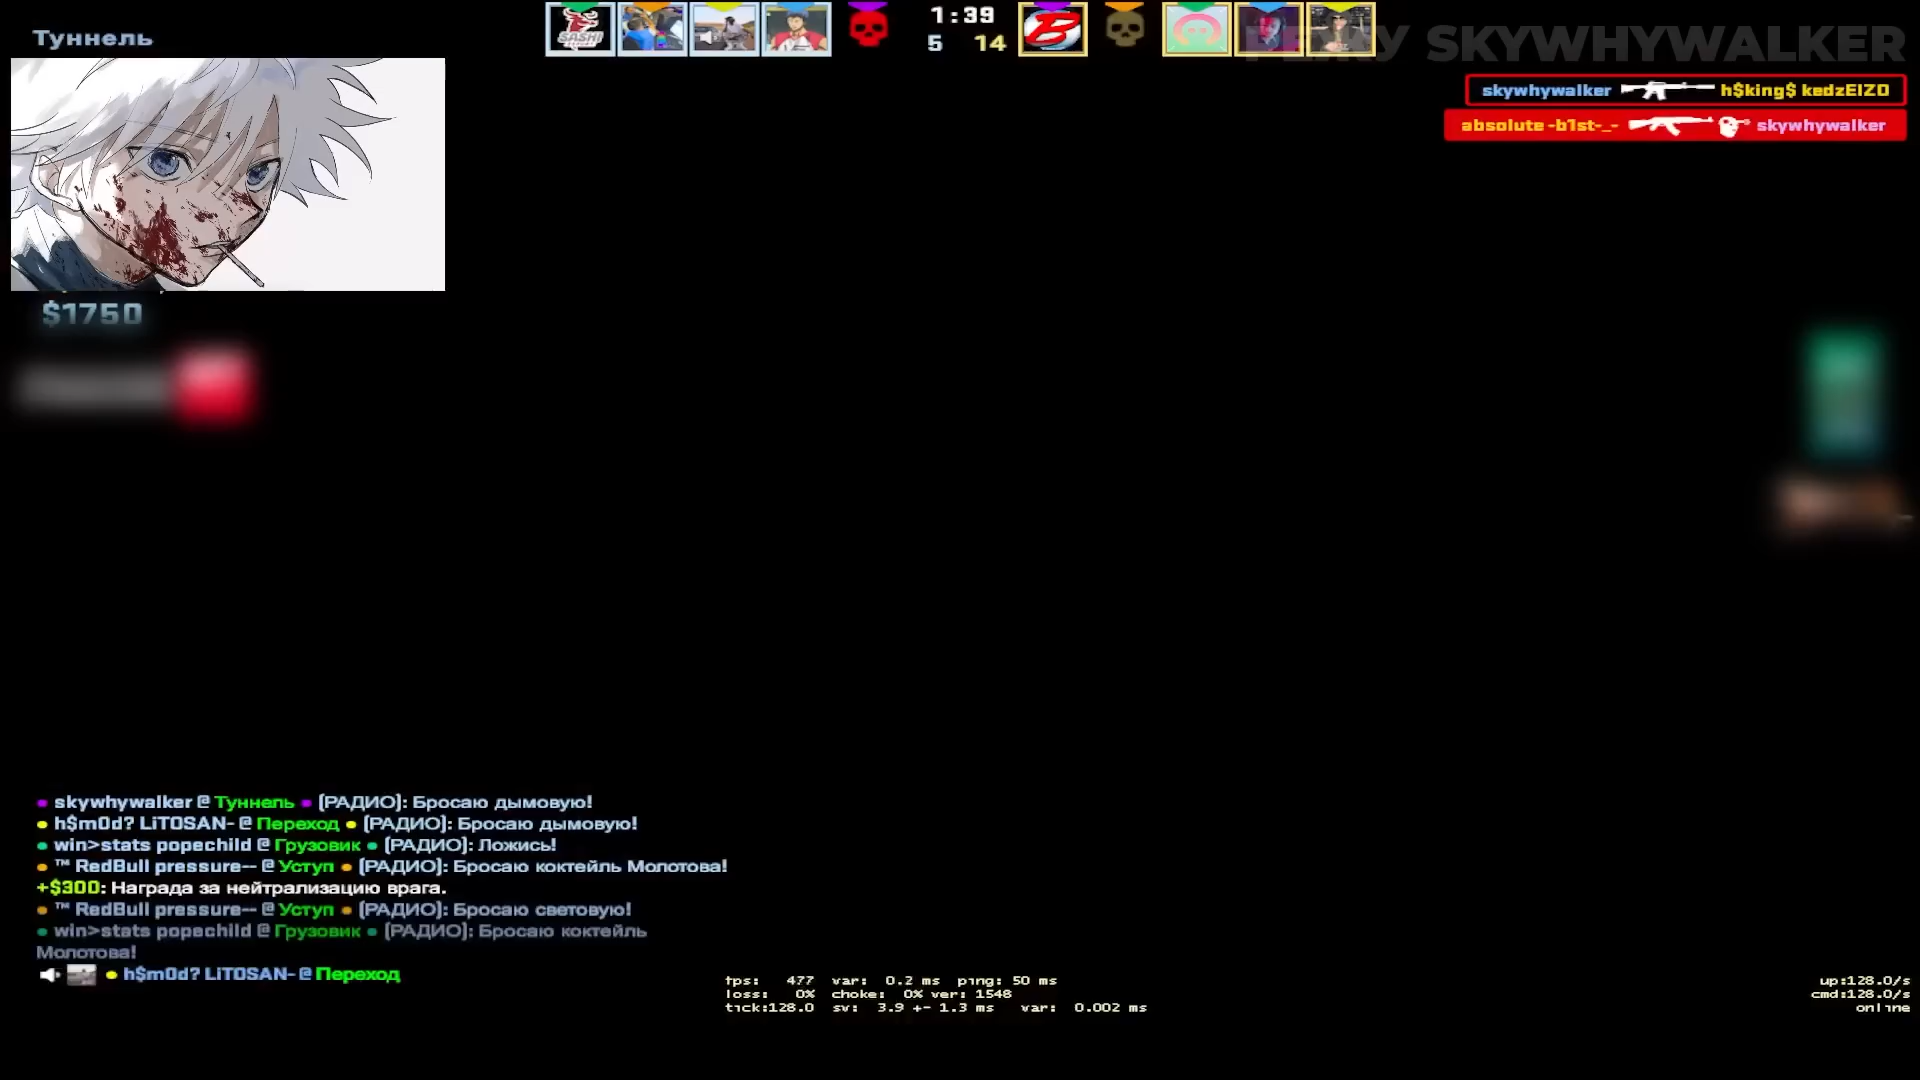 Туннель
1:39
5 14
SASHI
B
SKYWHYWALKER
skywhywalker h$king$ kedzEIZO
absolute -b1st-_- skywhywalker
$1750
skywhywalker @ Туннель (РАДИО): Бросаю дымовую!
h$m0d? LiTOSAN- @ Переход (РАДИО): Бросаю дымовую!
win>stats popechild @ Грузовик (РАДИО): Ложись!
™ RedBull pressure-- @ Уступ (РАДИО): Бросаю коктейль Молотова!
+$300: Награда за нейтрализацию врага.
™ RedBull pressure-- @ Уступ (РАДИО): Бросаю световую!
win>stats popechild @ Грузовик (РАДИО): Бросаю коктейль
Молотова!
h$m0d? LiTOSAN- @ Переход
fps: 477 var: 0.2 ms ping: 50 ms
loss: 0% choke: 0% ver: 1548
tick:128.0 sv: 3.9 +- 1.3 ms var: 0.002 ms
up:128.0/s
cmd:128.0/s
online